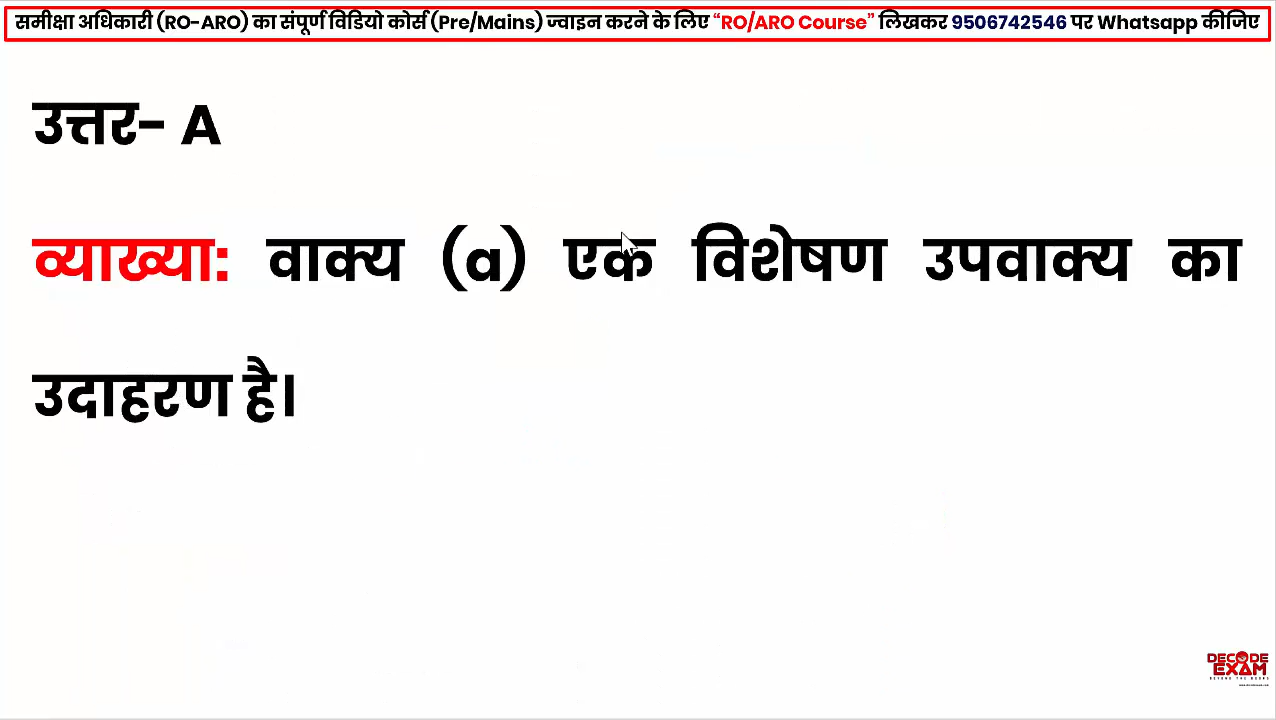 समीक्षा अधिकारी (RO-ARO) का संपूर्ण विडियो कोर्स (Pre/Mains) ज्वाइन करने के लिए “RO/ARO Course” लिखकर 9506742546 पर Whatsapp कीजिए
उत्तर- A
व्याख्या: वाक्य (a) एक विशेषण उपवाक्य का
उदाहरण है।
DECODE
EXAM